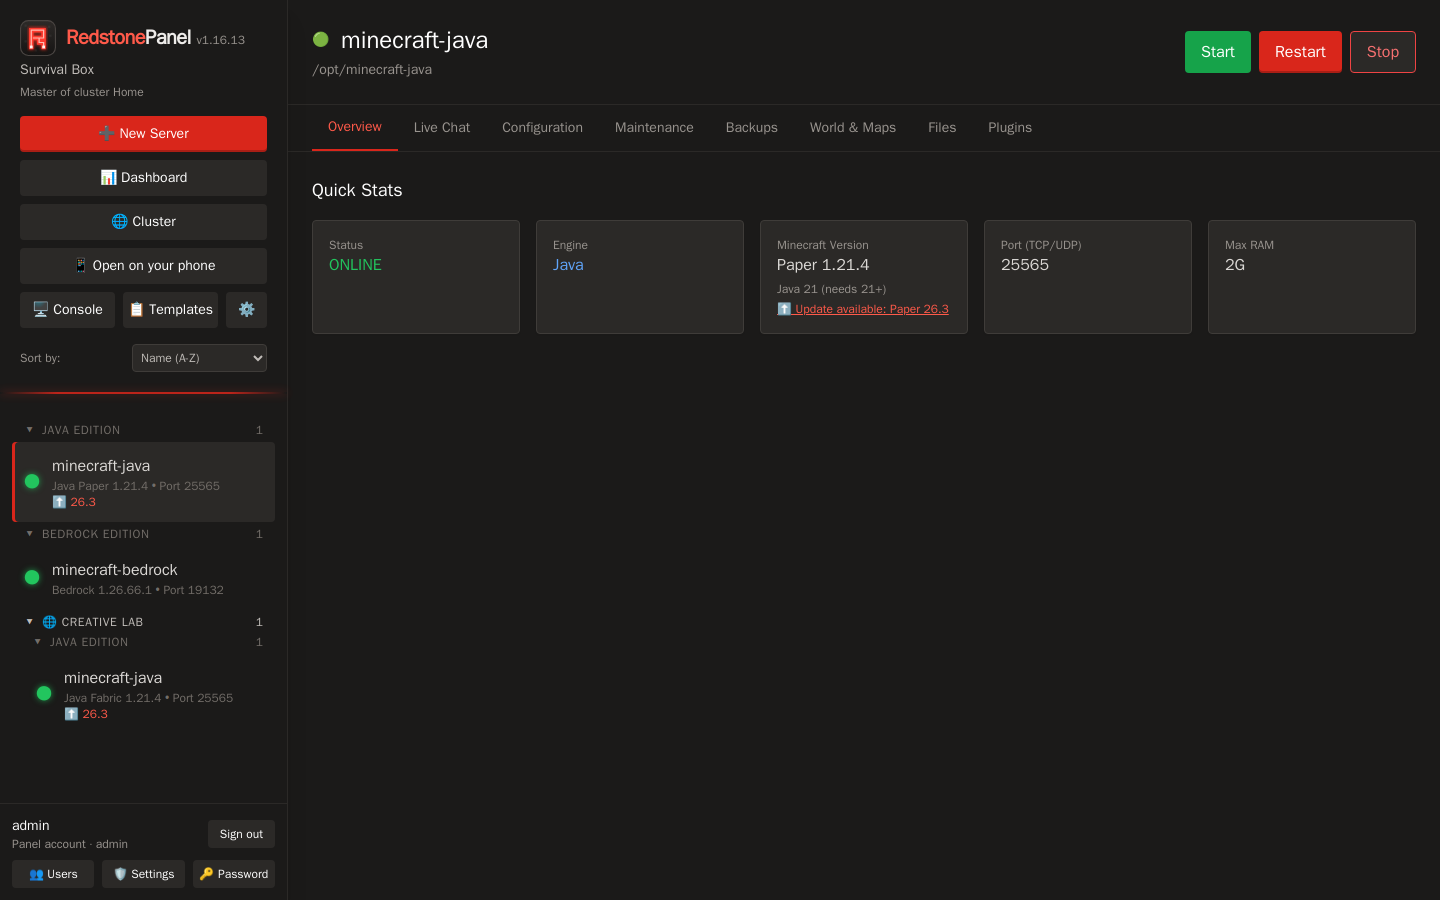 RedstonePanel v1.16.13
Survival Box
Master of cluster Home
➕ New Server
📊 Dashboard
🌐 Cluster
📱 Open on your phone
🖥️ Console
📋 Templates
⚙️
Sort by:
Name (A-Z)
▼ JAVA EDITION 1
minecraft-java
Java Paper 1.21.4 • Port 25565
⬆️ 26.3
▼ BEDROCK EDITION 1
minecraft-bedrock
Bedrock 1.26.66.1 • Port 19132
▼ 🌐 CREATIVE LAB 1
▼ JAVA EDITION 1
minecraft-java
Java Fabric 1.21.4 • Port 25565
⬆️ 26.3
admin
Panel account · admin
Sign out
👥 Users
🛡️ Settings
🔑 Password
🟢 minecraft-java
/opt/minecraft-java
Start
Restart
Stop
Overview
Live Chat
Configuration
Maintenance
Backups
World & Maps
Files
Plugins
Quick Stats
Status
ONLINE
Engine
Java
Minecraft Version
Paper 1.21.4
Java 21 (needs 21+)
⬆️ Update available: Paper 26.3
Port (TCP/UDP)
25565
Max RAM
2G